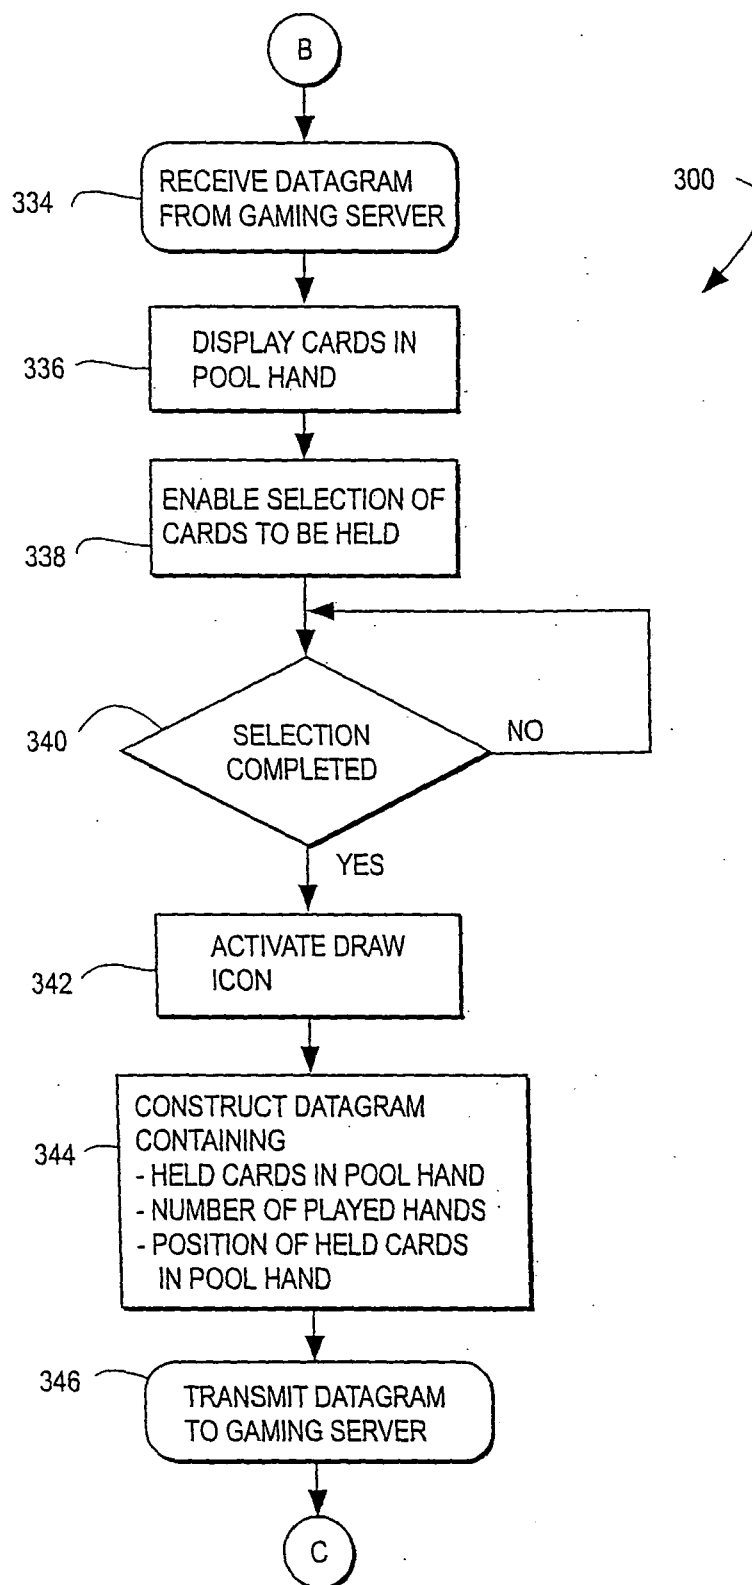 B
334
RECEIVE DATAGRAM
FROM GAMING SERVER
300
336
DISPLAY CARDS IN
POOL HAND
338
ENABLE SELECTION OF
CARDS TO BE HELD
340
SELECTION
COMPLETED
NO
YES
342
ACTIVATE DRAW
ICON
344
CONSTRUCT DATAGRAM
CONTAINING
- HELD CARDS IN POOL HAND
- NUMBER OF PLAYED HANDS
- POSITION OF HELD CARDS
IN POOL HAND
346
TRANSMIT DATAGRAM
TO GAMING SERVER
C